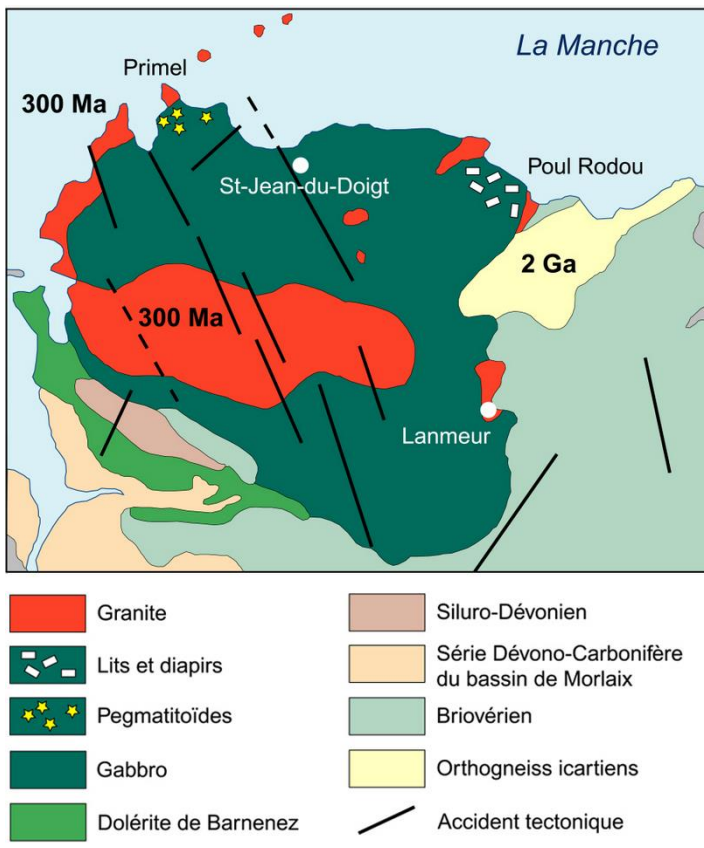 La Manche
Primel
300 Ma
St-Jean-du-Doigt
Poul Rodou
2 Ga
300 Ma
Lanmeur
Granite
Lits et diapirs
Pegmatitoïdes
Gabbro
Dolérite de Barnenez
Siluro-Dévonien
Série Dévono-Carbonifère
du bassin de Morlaix
Briovérien
Orthogneiss icartiens
Accident tectonique